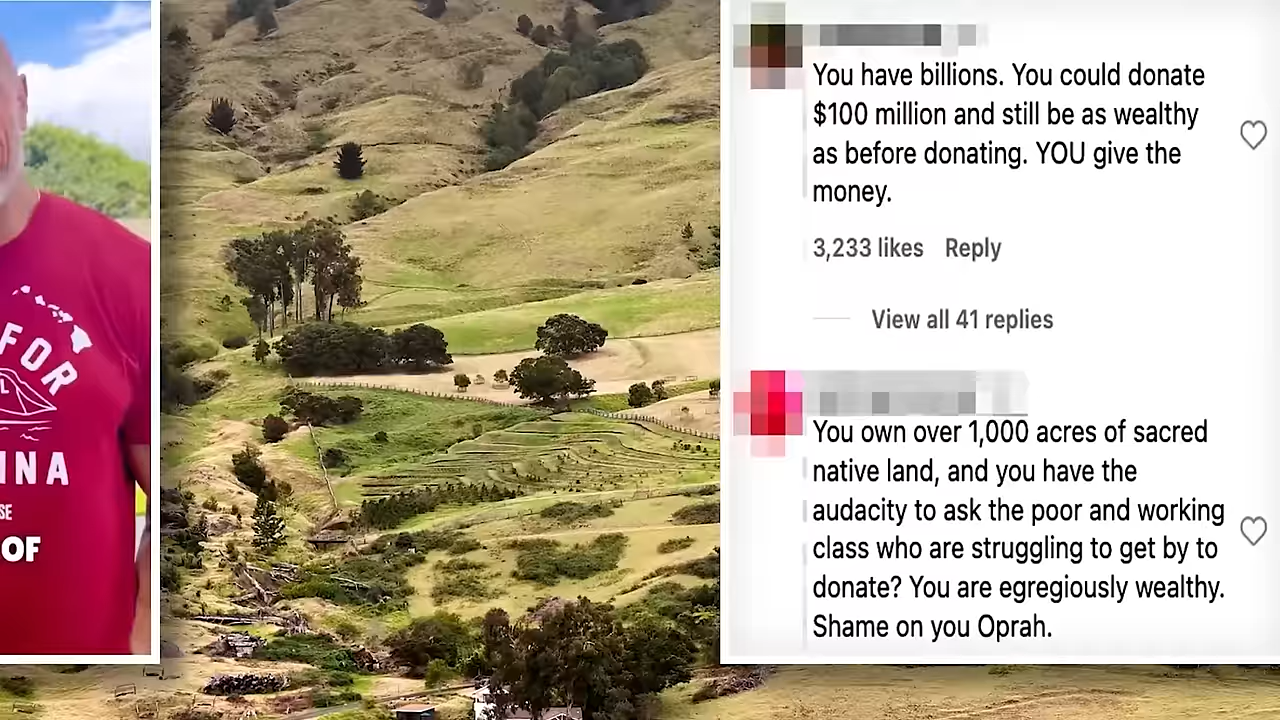 FOR
INNA
SE
OF
You have billions. You could donate
$100 million and still be as wealthy
as before donating. YOU give the
money.
3,233 likes Reply
View all 41 replies
You own over 1,000 acres of sacred
native land, and you have the
audacity to ask the poor and working
class who are struggling to get by to
donate? You are egregiously wealthy.
Shame on you Oprah.